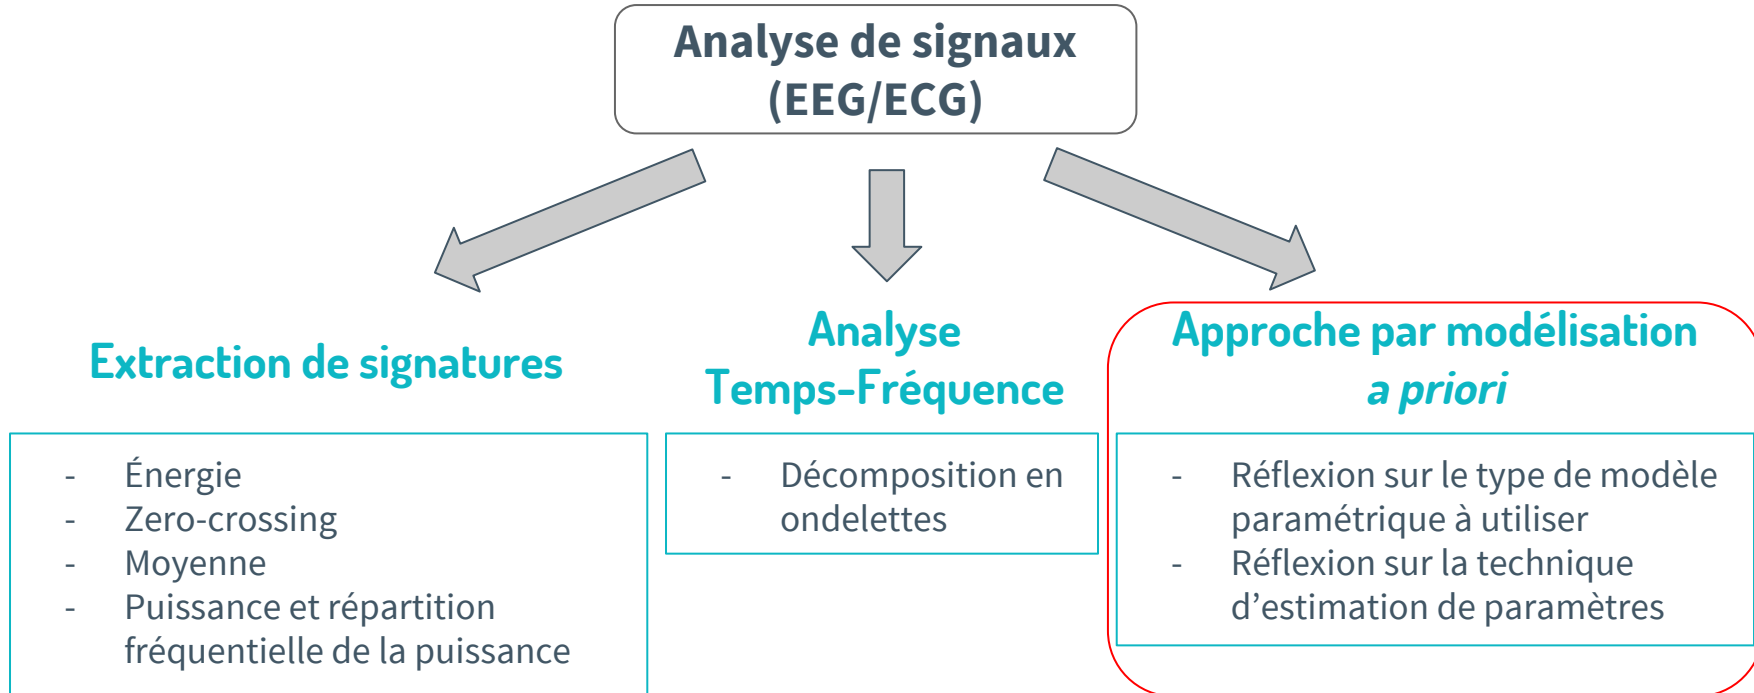 Analyse de signaux
(EEG/ECG)
Extraction de signatures
- Énergie
- Zero-crossing
- Moyenne
- Puissance et répartition
fréquentielle de la puissance
Analyse
Temps-Fréquence
- Décomposition en
ondelettes
Approche par modélisation
a priori
- Réflexion sur le type de modèle
paramétrique à utiliser
- Réflexion sur la technique
d’estimation de paramètres